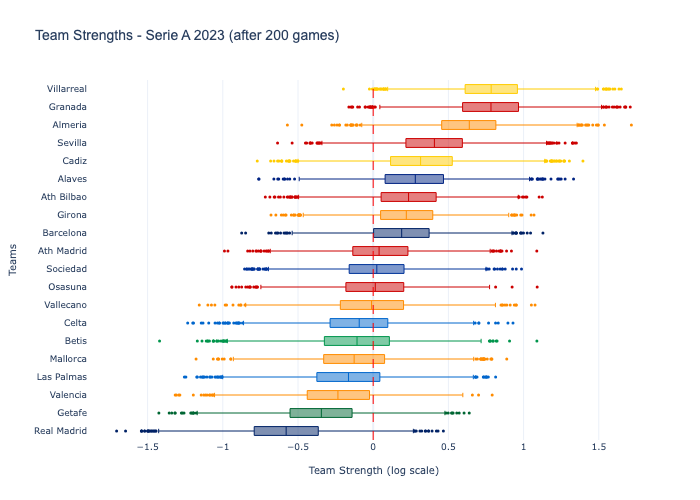 Team Strengths - Serie A 2023 (after 200 games)
Villarreal
Granada
Almeria
Sevilla
Cadiz
Alaves
Ath Bilbao
Girona
Barcelona
Ath Madrid
Sociedad
Osasuna
Vallecano
Celta
Betis
Mallorca
Las Palmas
Valencia
Getafe
Real Madrid
Teams
−1.5 −1 −0.5 0 0.5 1 1.5
Team Strength (log scale)